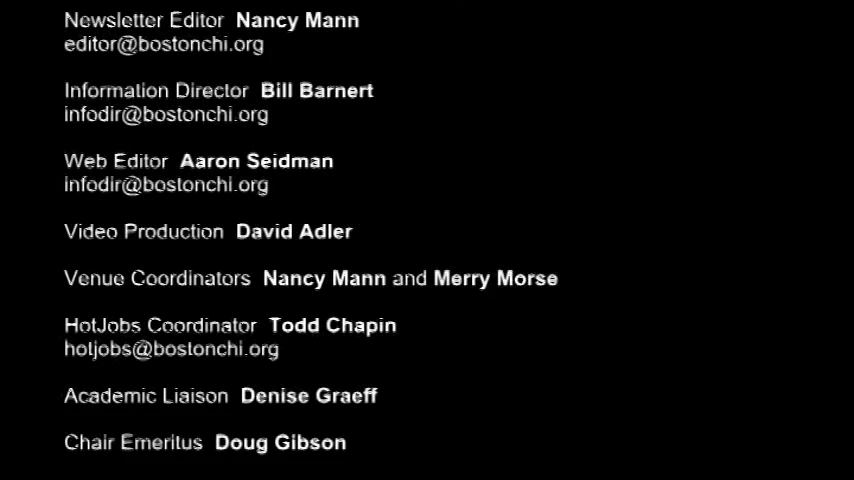 Newsletter Editor Nancy Mann
editor@bostonchi.org
Information Director Bill Barnert
infodir@bostonchi.org
Web Editor Aaron Seidman
infodir@bostonchi.org
Video Production David Adler
Venue Coordinators Nancy Mann and Merry Morse
HotJobs Coordinator Todd Chapin
hotjobs@bostonchi.org
Academic Liaison Denise Graeff
Chair Emeritus Doug Gibson